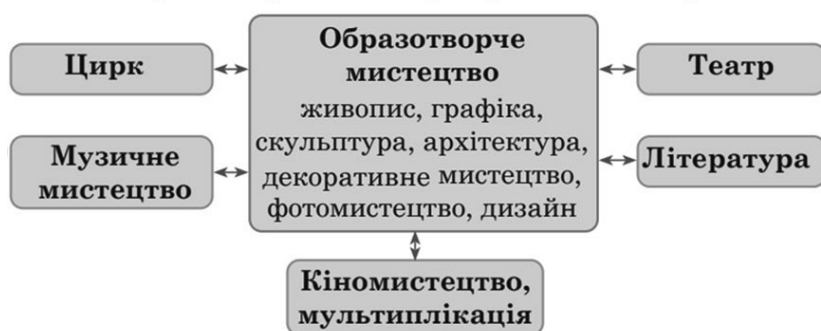 Образотворче
мистецтво
живопис, графіка,
скульптура, архітектура,
декоративне мистецтво,
фотомистецтво, дизайн
Цирк
Музичне
мистецтво
Театр
Література
Кіномистецтво,
мультиплікація